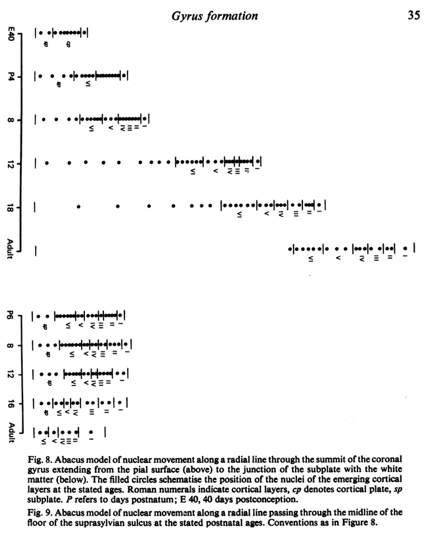 Gyrus formation 35
E40
sp cp
P4
sp VI
8
VI V IV III II I
12
VI V IV III II I
18
VI V IV III II I
Adult
VI V IV III II I
P6
sp VI V IV III II I
8
sp VI V IV III II I
12
sp VI V IV III II I
16
sp VI V IV III II I
Adult
VI V IV III II I
Fig. 8. Abacus model of nuclear movement along a radial line through the summit of the coronal
gyrus extending from the pial surface (above) to the junction of the subplate with the white
matter (below). The filled circles schematise the position of the nuclei of the emerging cortical
layers at the stated ages. Roman numerals indicate cortical layers, cp denotes cortical plate, sp
subplate. P refers to days postnatum; E 40, 40 days postconception.
Fig. 9. Abacus model of nuclear movement along a radial line passing through the midline of the
floor of the suprasylvian sulcus at the stated postnatal ages. Conventions as in Figure 8.